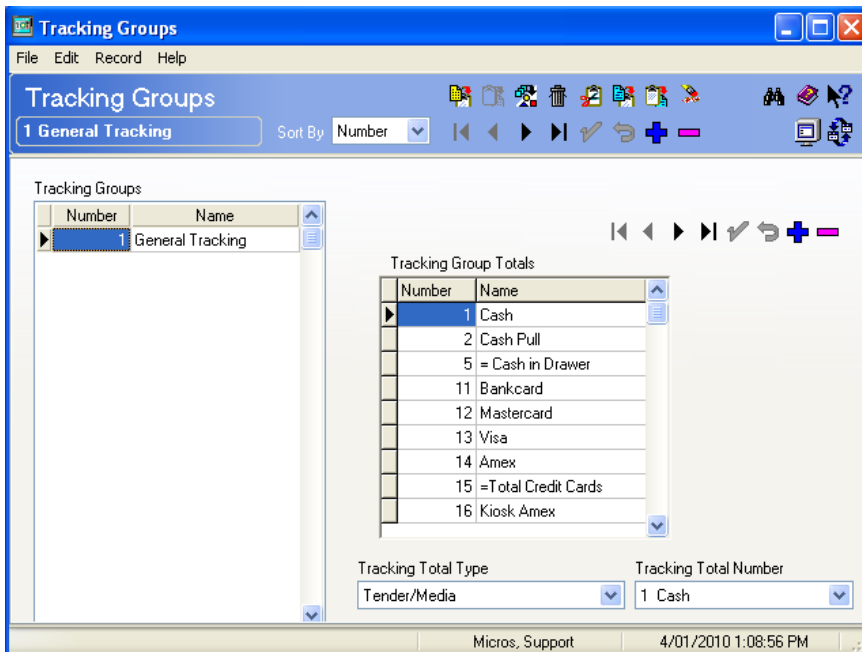 Tracking Groups
File Edit Record Help
Tracking Groups
1 General Tracking
Sort By Number
Tracking Groups
Number Name
1 General Tracking
Tracking Group Totals
Number Name
1 Cash
2 Cash Pull
5 = Cash in Drawer
11 Bankcard
12 Mastercard
13 Visa
14 Amex
15 =Total Credit Cards
16 Kiosk Amex
Tracking Total Type Tracking Total Number
Tender/Media 1 Cash
Micros, Support 4/01/2010 1:08:56 PM